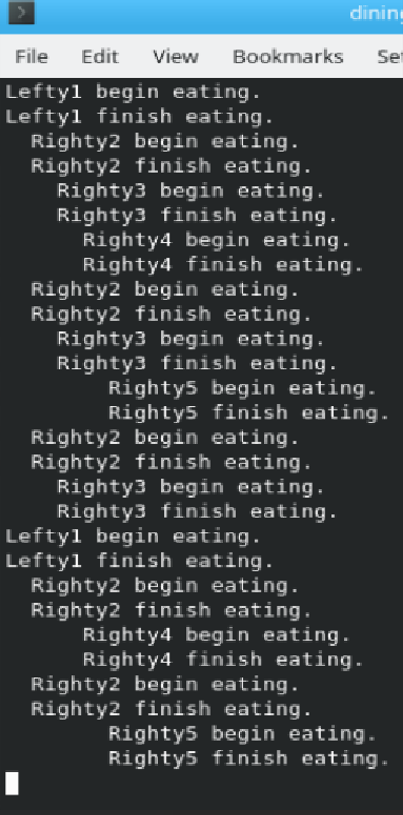 dining
File Edit View Bookmarks Set
Lefty1 begin eating.
Lefty1 finish eating.
Righty2 begin eating.
Righty2 finish eating.
Righty3 begin eating.
Righty3 finish eating.
Righty4 begin eating.
Righty4 finish eating.
Righty2 begin eating.
Righty2 finish eating.
Righty3 begin eating.
Righty3 finish eating.
Righty5 begin eating.
Righty5 finish eating.
Righty2 begin eating.
Righty2 finish eating.
Righty3 begin eating.
Righty3 finish eating.
Lefty1 begin eating.
Lefty1 finish eating.
Righty2 begin eating.
Righty2 finish eating.
Righty4 begin eating.
Righty4 finish eating.
Righty2 begin eating.
Righty2 finish eating.
Righty5 begin eating.
Righty5 finish eating.